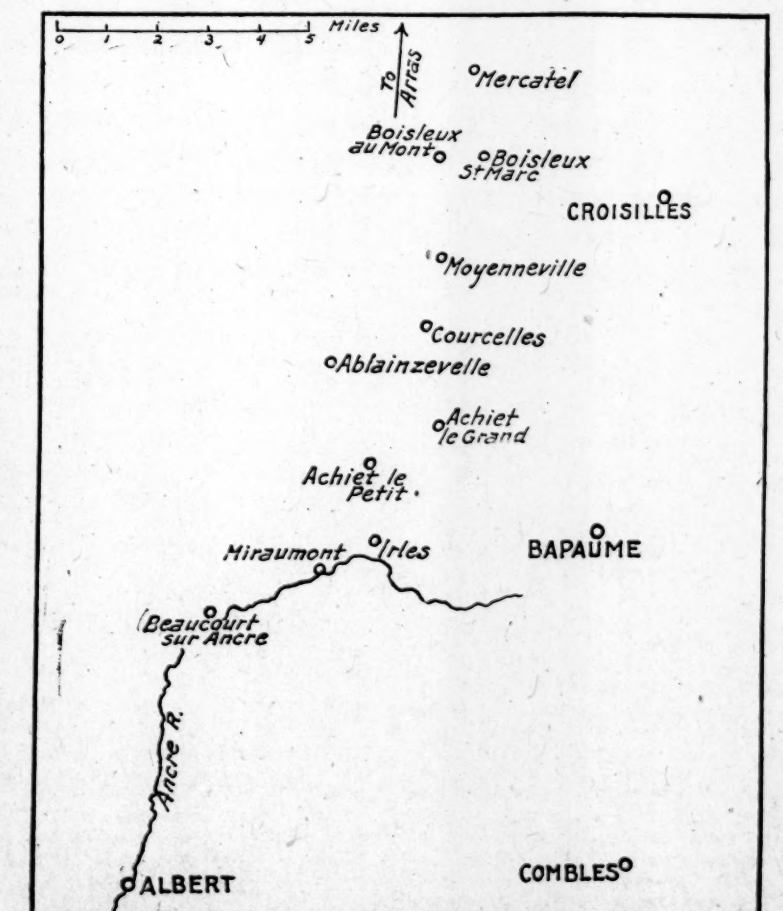 Miles
0 1 2 3 4 5
To
Arras
Mercatel
Boisleux
au Mont
Boisleux
St Marc
CROISILLES
Moyenneville
Courcelles
Ablainzevelle
Achiet
le Grand
Achiet le
Petit
Irles
Miraumont
BAPAUME
Beaucourt
sur Ancre
Ancre R.
ALBERT
COMBLES